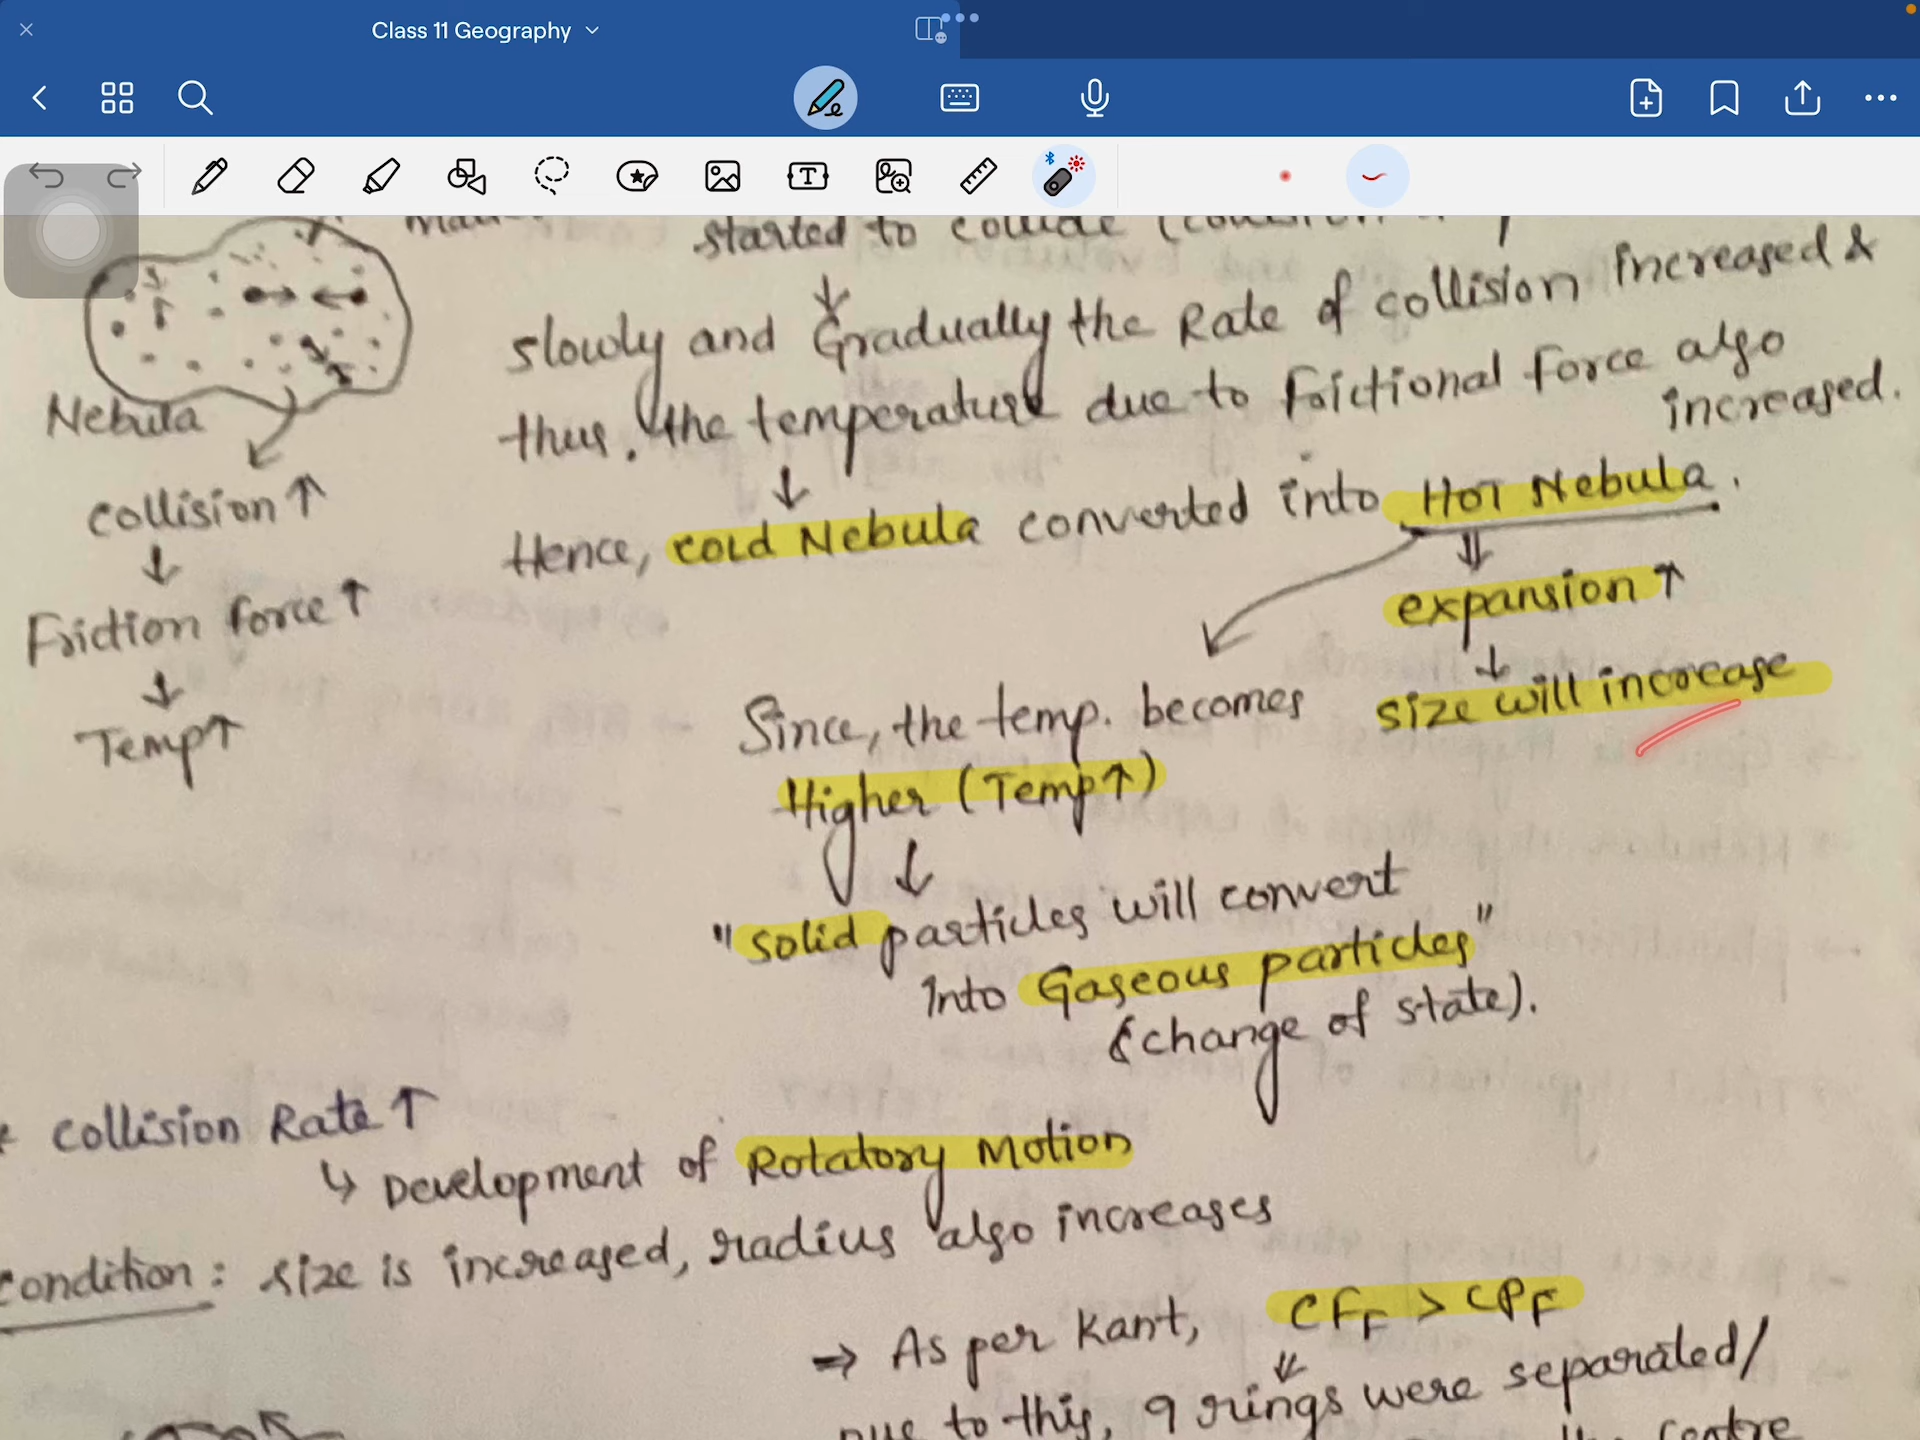 Class 11 Geography
started to collide
slowly and Gradually the Rate of collision increased &
thus, the temperature due to frictional force also
increased.
Nebula
collision ↑
↓
Friction force ↑
↓
Temp↑
↓
Hence, cold Nebula converted into HOT Nebula.
expansion ↑
↓
size will increase
Since, the temp. becomes
Higher (Temp↑)
↓
"solid particles will convert
into Gaseous particles"
(change of state).
collision Rate ↑
↳ Development of Rotatory Motion
condition: size is increased, radius also increases
⇒ As per Kant, CFF > CPF
due to this, 9 rings were separated/
the centre